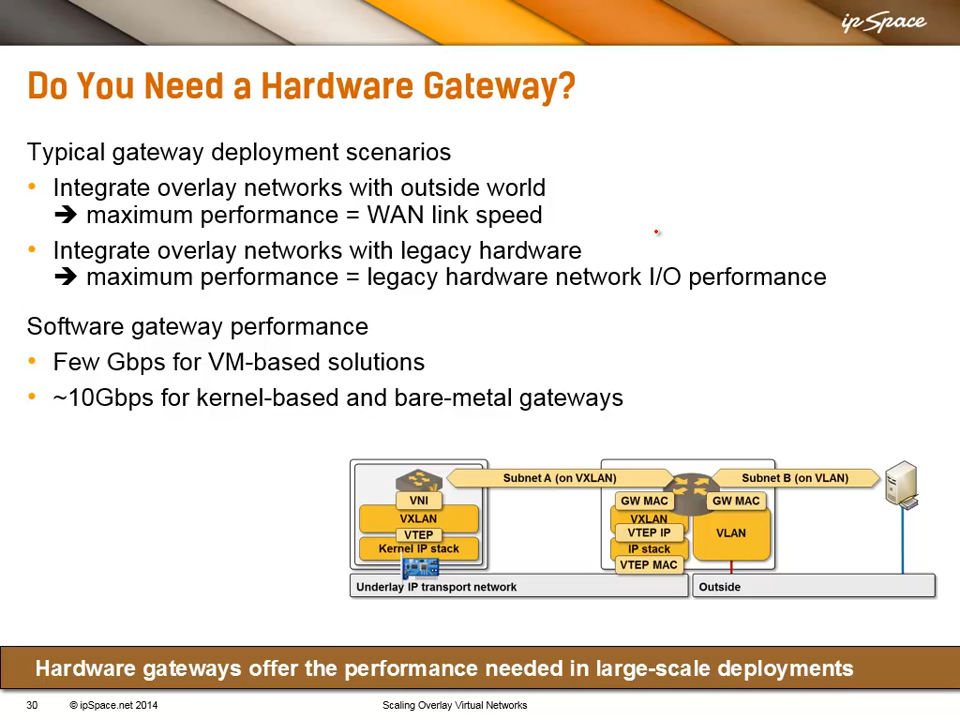 ipSpace
Do You Need a Hardware Gateway?
Typical gateway deployment scenarios
• Integrate overlay networks with outside world
➔ maximum performance = WAN link speed
• Integrate overlay networks with legacy hardware
➔ maximum performance = legacy hardware network I/O performance
Software gateway performance
• Few Gbps for VM-based solutions
• ~10Gbps for kernel-based and bare-metal gateways
Subnet A (on VXLAN)
Subnet B (on VLAN)
VNI
VXLAN
VTEP
Kernel IP stack
GW MAC
VXLAN
VTEP IP
IP stack
VTEP MAC
GW MAC
VLAN
Underlay IP transport network
Outside
Hardware gateways offer the performance needed in large-scale deployments
30
© ipSpace.net 2014
Scaling Overlay Virtual Networks